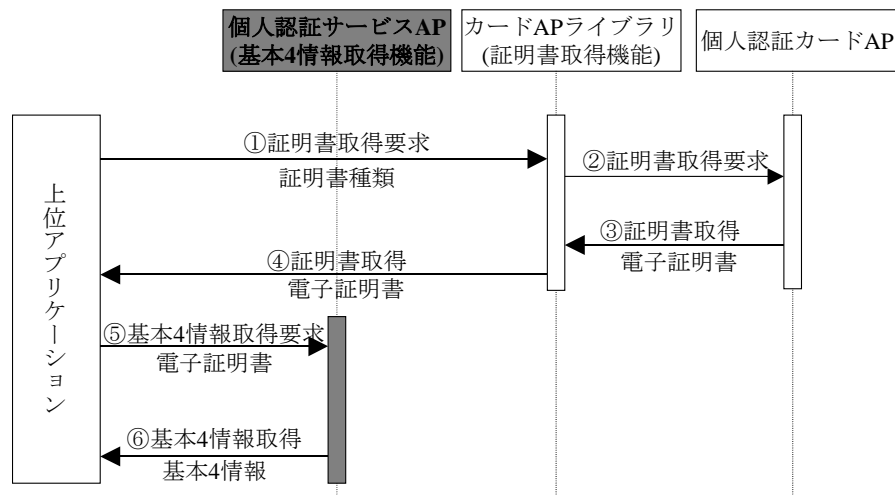 個人認証サービスAP
(基本4情報取得機能)
カードAPライブラリ
(証明書取得機能)
個人認証カードAP
上位アプリケーション
①証明書取得要求
証明書種類
②証明書取得要求
③証明書取得
電子証明書
④証明書取得
電子証明書
⑤基本4情報取得要求
電子証明書
⑥基本4情報取得
基本4情報